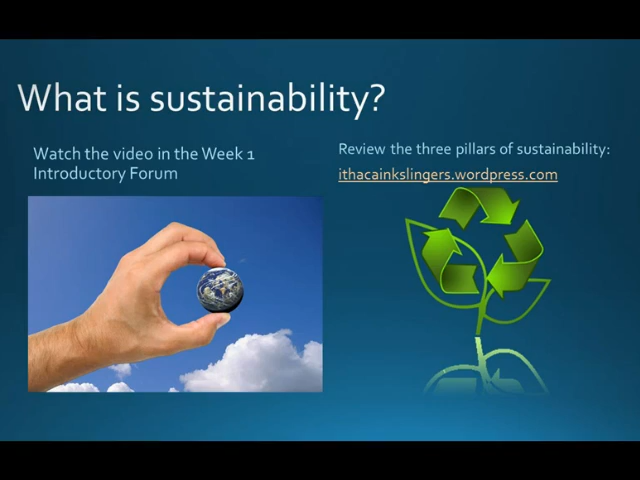 What is sustainability?
Watch the video in the Week 1
Introductory Forum
Review the three pillars of sustainability:
ithacainkslingers.wordpress.com